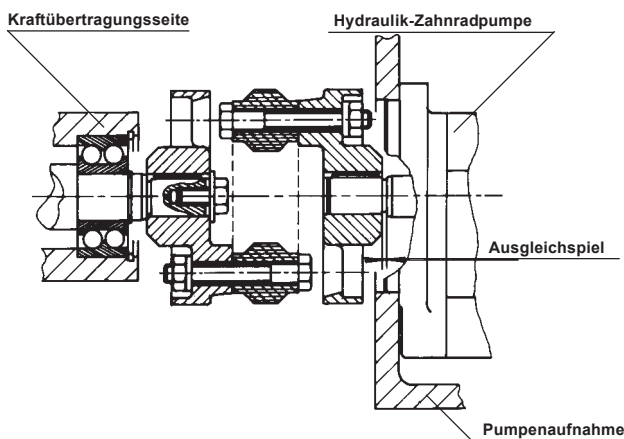 Kraftübertragungsseite
Hydraulik-Zahnradpumpe
Ausgleichspiel
Pumpenaufnahme